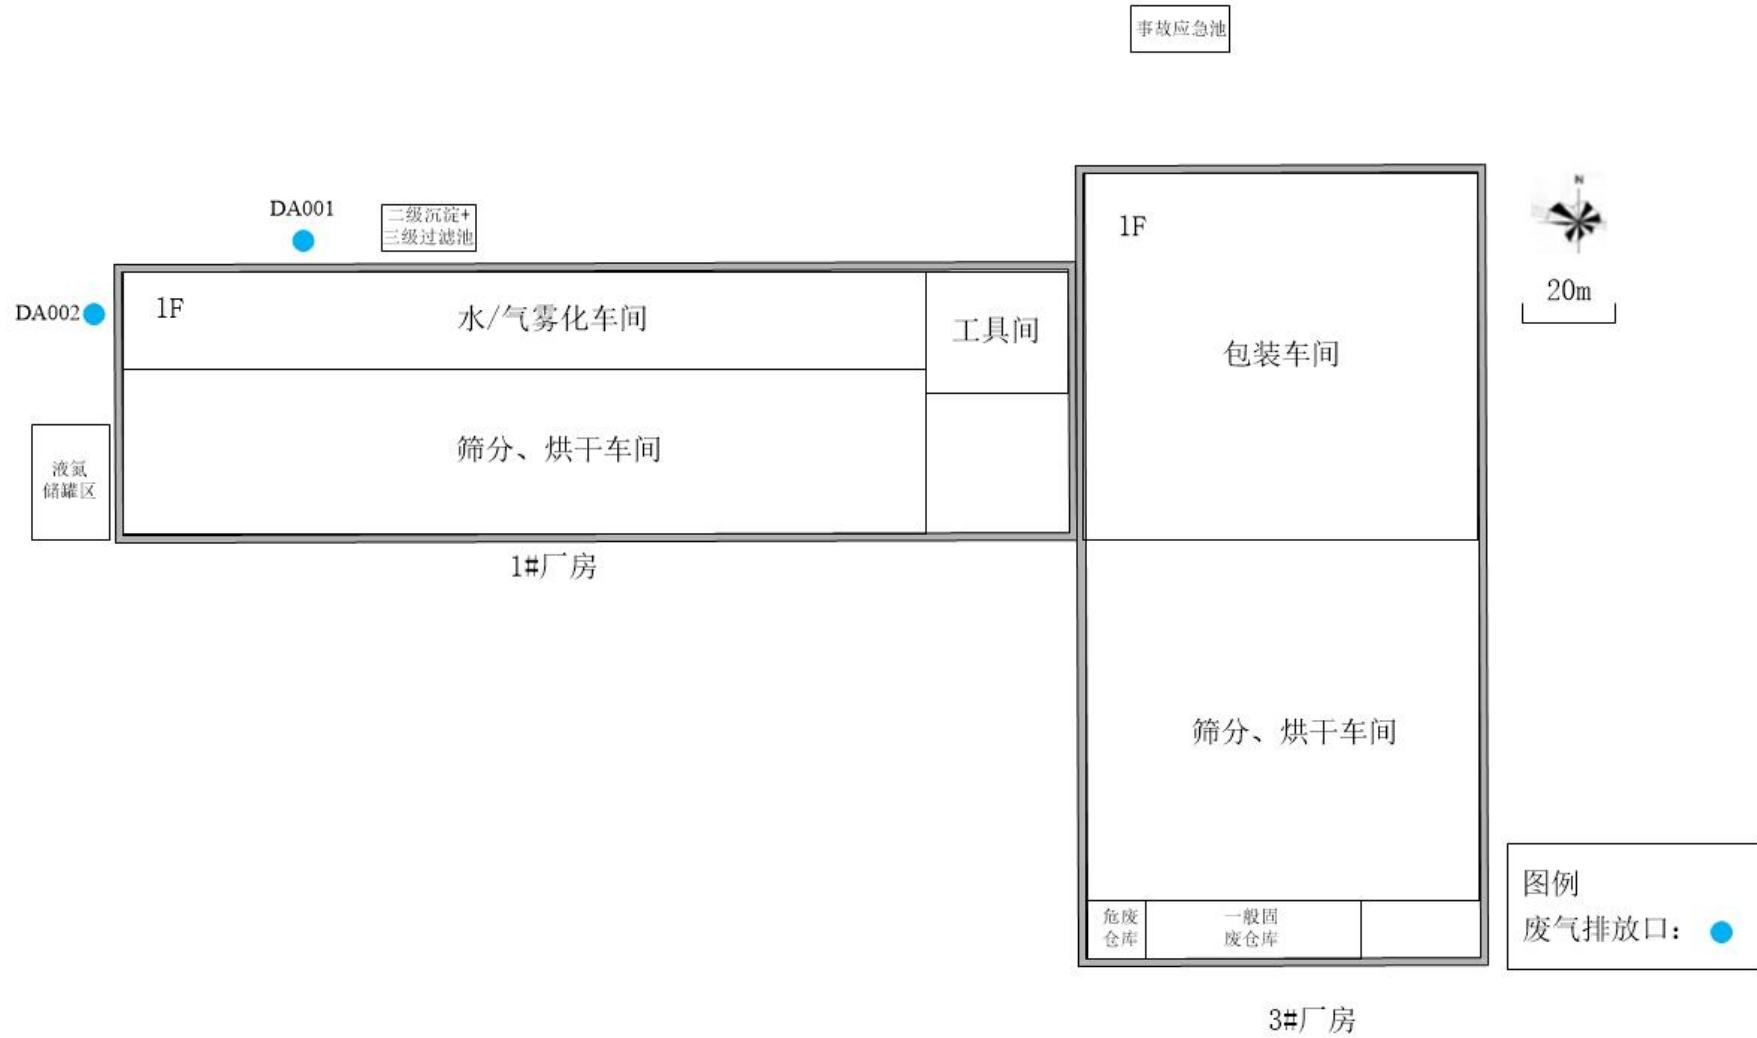 事故应急池
DA001
二级沉淀+
三级过滤池
DA002
1F
水/气雾化车间
工具间
筛分、烘干车间
液氮
储罐区
1#厂房
1F
包装车间
N
20m
筛分、烘干车间
危废
仓库
一般固
废仓库
3#厂房
图例
废气排放口：